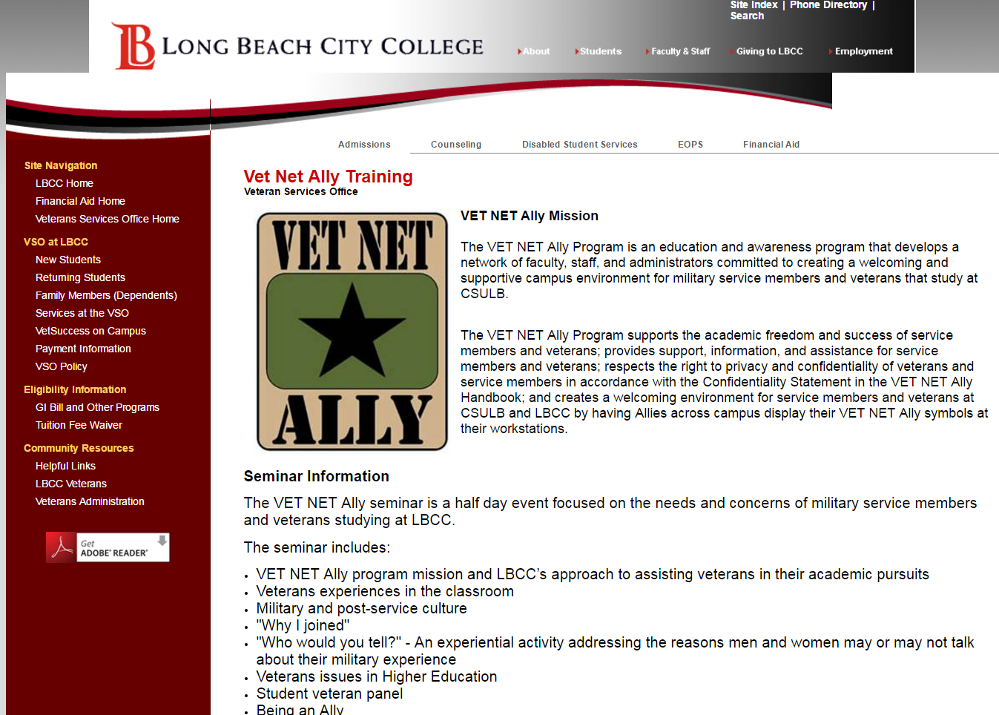 Site Index | Phone Directory |
Search
LB LONG BEACH CITY COLLEGE
About Students Faculty & Staff Giving to LBCC Employment
Admissions Counseling Disabled Student Services EOPS Financial Aid
Site Navigation
LBCC Home
Financial Aid Home
Veterans Services Office Home
VSO at LBCC
New Students
Returning Students
Family Members (Dependents)
Services at the VSO
VetSuccess on Campus
Payment Information
VSO Policy
Eligibility Information
GI Bill and Other Programs
Tuition Fee Waiver
Community Resources
Helpful Links
LBCC Veterans
Veterans Administration
Get
ADOBE® READER®
Vet Net Ally Training
Veteran Services Office
VET NET
ALLY
VET NET Ally Mission
The VET NET Ally Program is an education and awareness program that develops a
network of faculty, staff, and administrators committed to creating a welcoming and
supportive campus environment for military service members and veterans that study at
CSULB.
The VET NET Ally Program supports the academic freedom and success of service
members and veterans; provides support, information, and assistance for service
members and veterans; respects the right to privacy and confidentiality of veterans and
service members in accordance with the Confidentiality Statement in the VET NET Ally
Handbook; and creates a welcoming environment for service members and veterans at
CSULB and LBCC by having Allies across campus display their VET NET Ally symbols at
their workstations.
Seminar Information
The VET NET Ally seminar is a half day event focused on the needs and concerns of military service members
and veterans studying at LBCC.
The seminar includes:
• VET NET Ally program mission and LBCC’s approach to assisting veterans in their academic pursuits
• Veterans experiences in the classroom
• Military and post-service culture
• "Why I joined"
• "Who would you tell?" - An experiential activity addressing the reasons men and women may or may not talk
about their military experience
• Veterans issues in Higher Education
• Student veteran panel
• Being an Ally